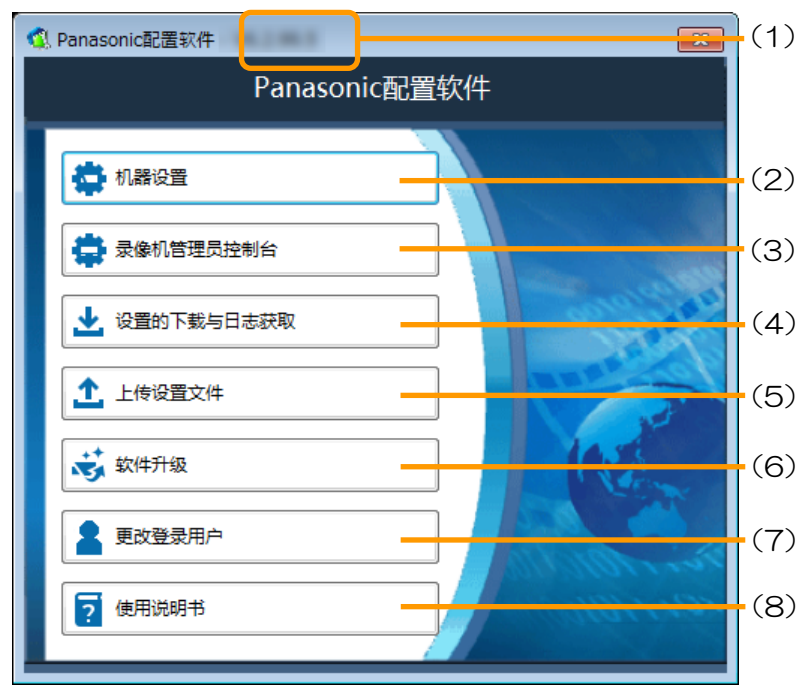 Panasonic配置软件
(1)
Panasonic配置软件
机器设置
(2)
录像机管理员控制台
(3)
设置的下载与日志获取
(4)
上传设置文件
(5)
软件升级
(6)
更改登录用户
(7)
使用说明书
(8)